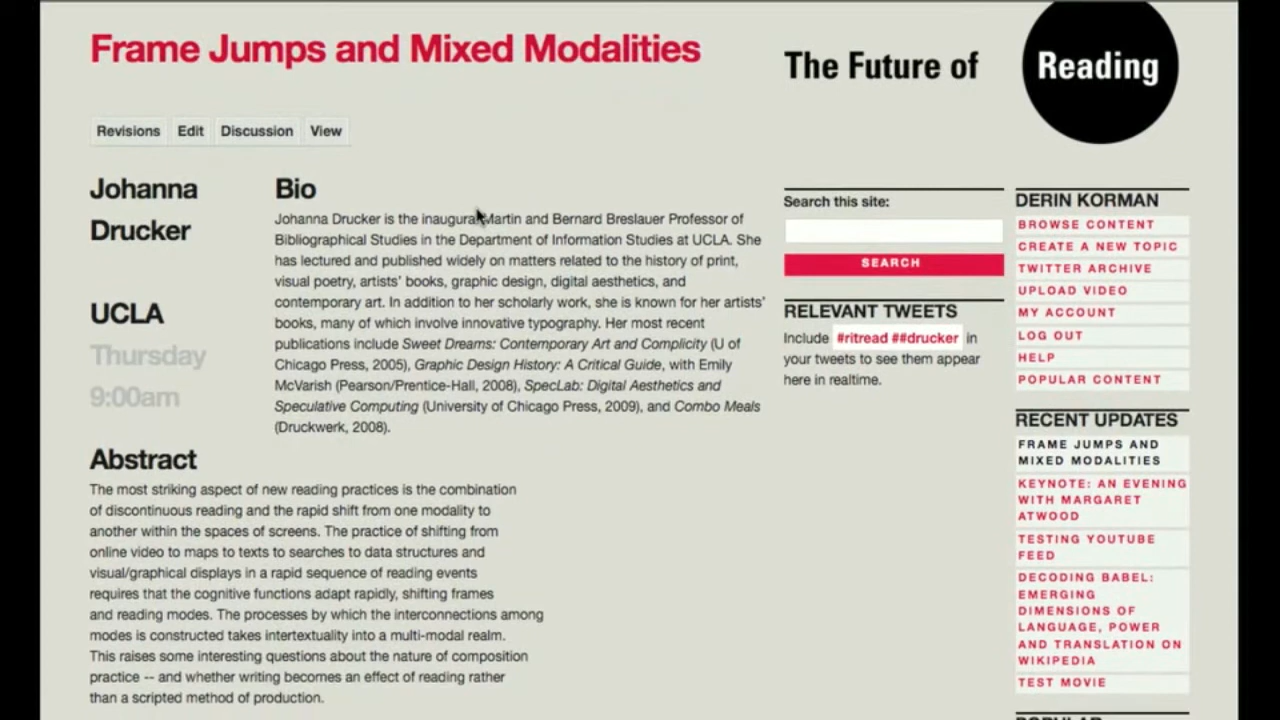 Frame Jumps and Mixed Modalities
The Future of
Reading
Revisions
Edit
Discussion
View
Johanna
Drucker
UCLA
Thursday
9:00am
Bio
Johanna Drucker is the inaugural Martin and Bernard Breslauer Professor of
Bibliographical Studies in the Department of Information Studies at UCLA. She
has lectured and published widely on matters related to the history of print,
visual poetry, artists' books, graphic design, digital aesthetics, and
contemporary art. In addition to her scholarly work, she is known for her artists'
books, many of which involve innovative typography. Her most recent
publications include Sweet Dreams: Contemporary Art and Complicity (U of
Chicago Press, 2005), Graphic Design History: A Critical Guide, with Emily
McVarish (Pearson/Prentice-Hall, 2008), SpecLab: Digital Aesthetics and
Speculative Computing (University of Chicago Press, 2009), and Combo Meals
(Druckwerk, 2008).
Abstract
The most striking aspect of new reading practices is the combination
of discontinuous reading and the rapid shift from one modality to
another within the spaces of screens. The practice of shifting from
online video to maps to texts to searches to data structures and
visual/graphical displays in a rapid sequence of reading events
requires that the cognitive functions adapt rapidly, shifting frames
and reading modes. The processes by which the interconnections among
modes is constructed takes intertextuality into a multi-modal realm.
This raises some interesting questions about the nature of composition
practice -- and whether writing becomes an effect of reading rather
than a scripted method of production.
Search this site:
SEARCH
RELEVANT TWEETS
Include #ritread ##drucker in
your tweets to see them appear
here in realtime.
DERIN KORMAN
BROWSE CONTENT
CREATE A NEW TOPIC
TWITTER ARCHIVE
UPLOAD VIDEO
MY ACCOUNT
LOG OUT
HELP
POPULAR CONTENT
RECENT UPDATES
FRAME JUMPS AND
MIXED MODALITIES
KEYNOTE: AN EVENING
WITH MARGARET
ATWOOD
TESTING YOUTUBE
FEED
DECODING BABEL:
EMERGING
DIMENSIONS OF
LANGUAGE, POWER
AND TRANSLATION ON
WIKIPEDIA
TEST MOVIE
POPULAR